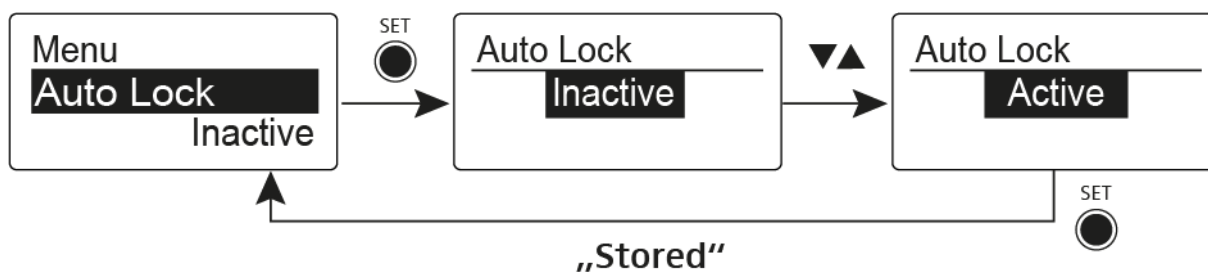 Menu
Auto Lock
Inactive
SET
Auto Lock
Inactive
Auto Lock
Active
SET
„Stored“